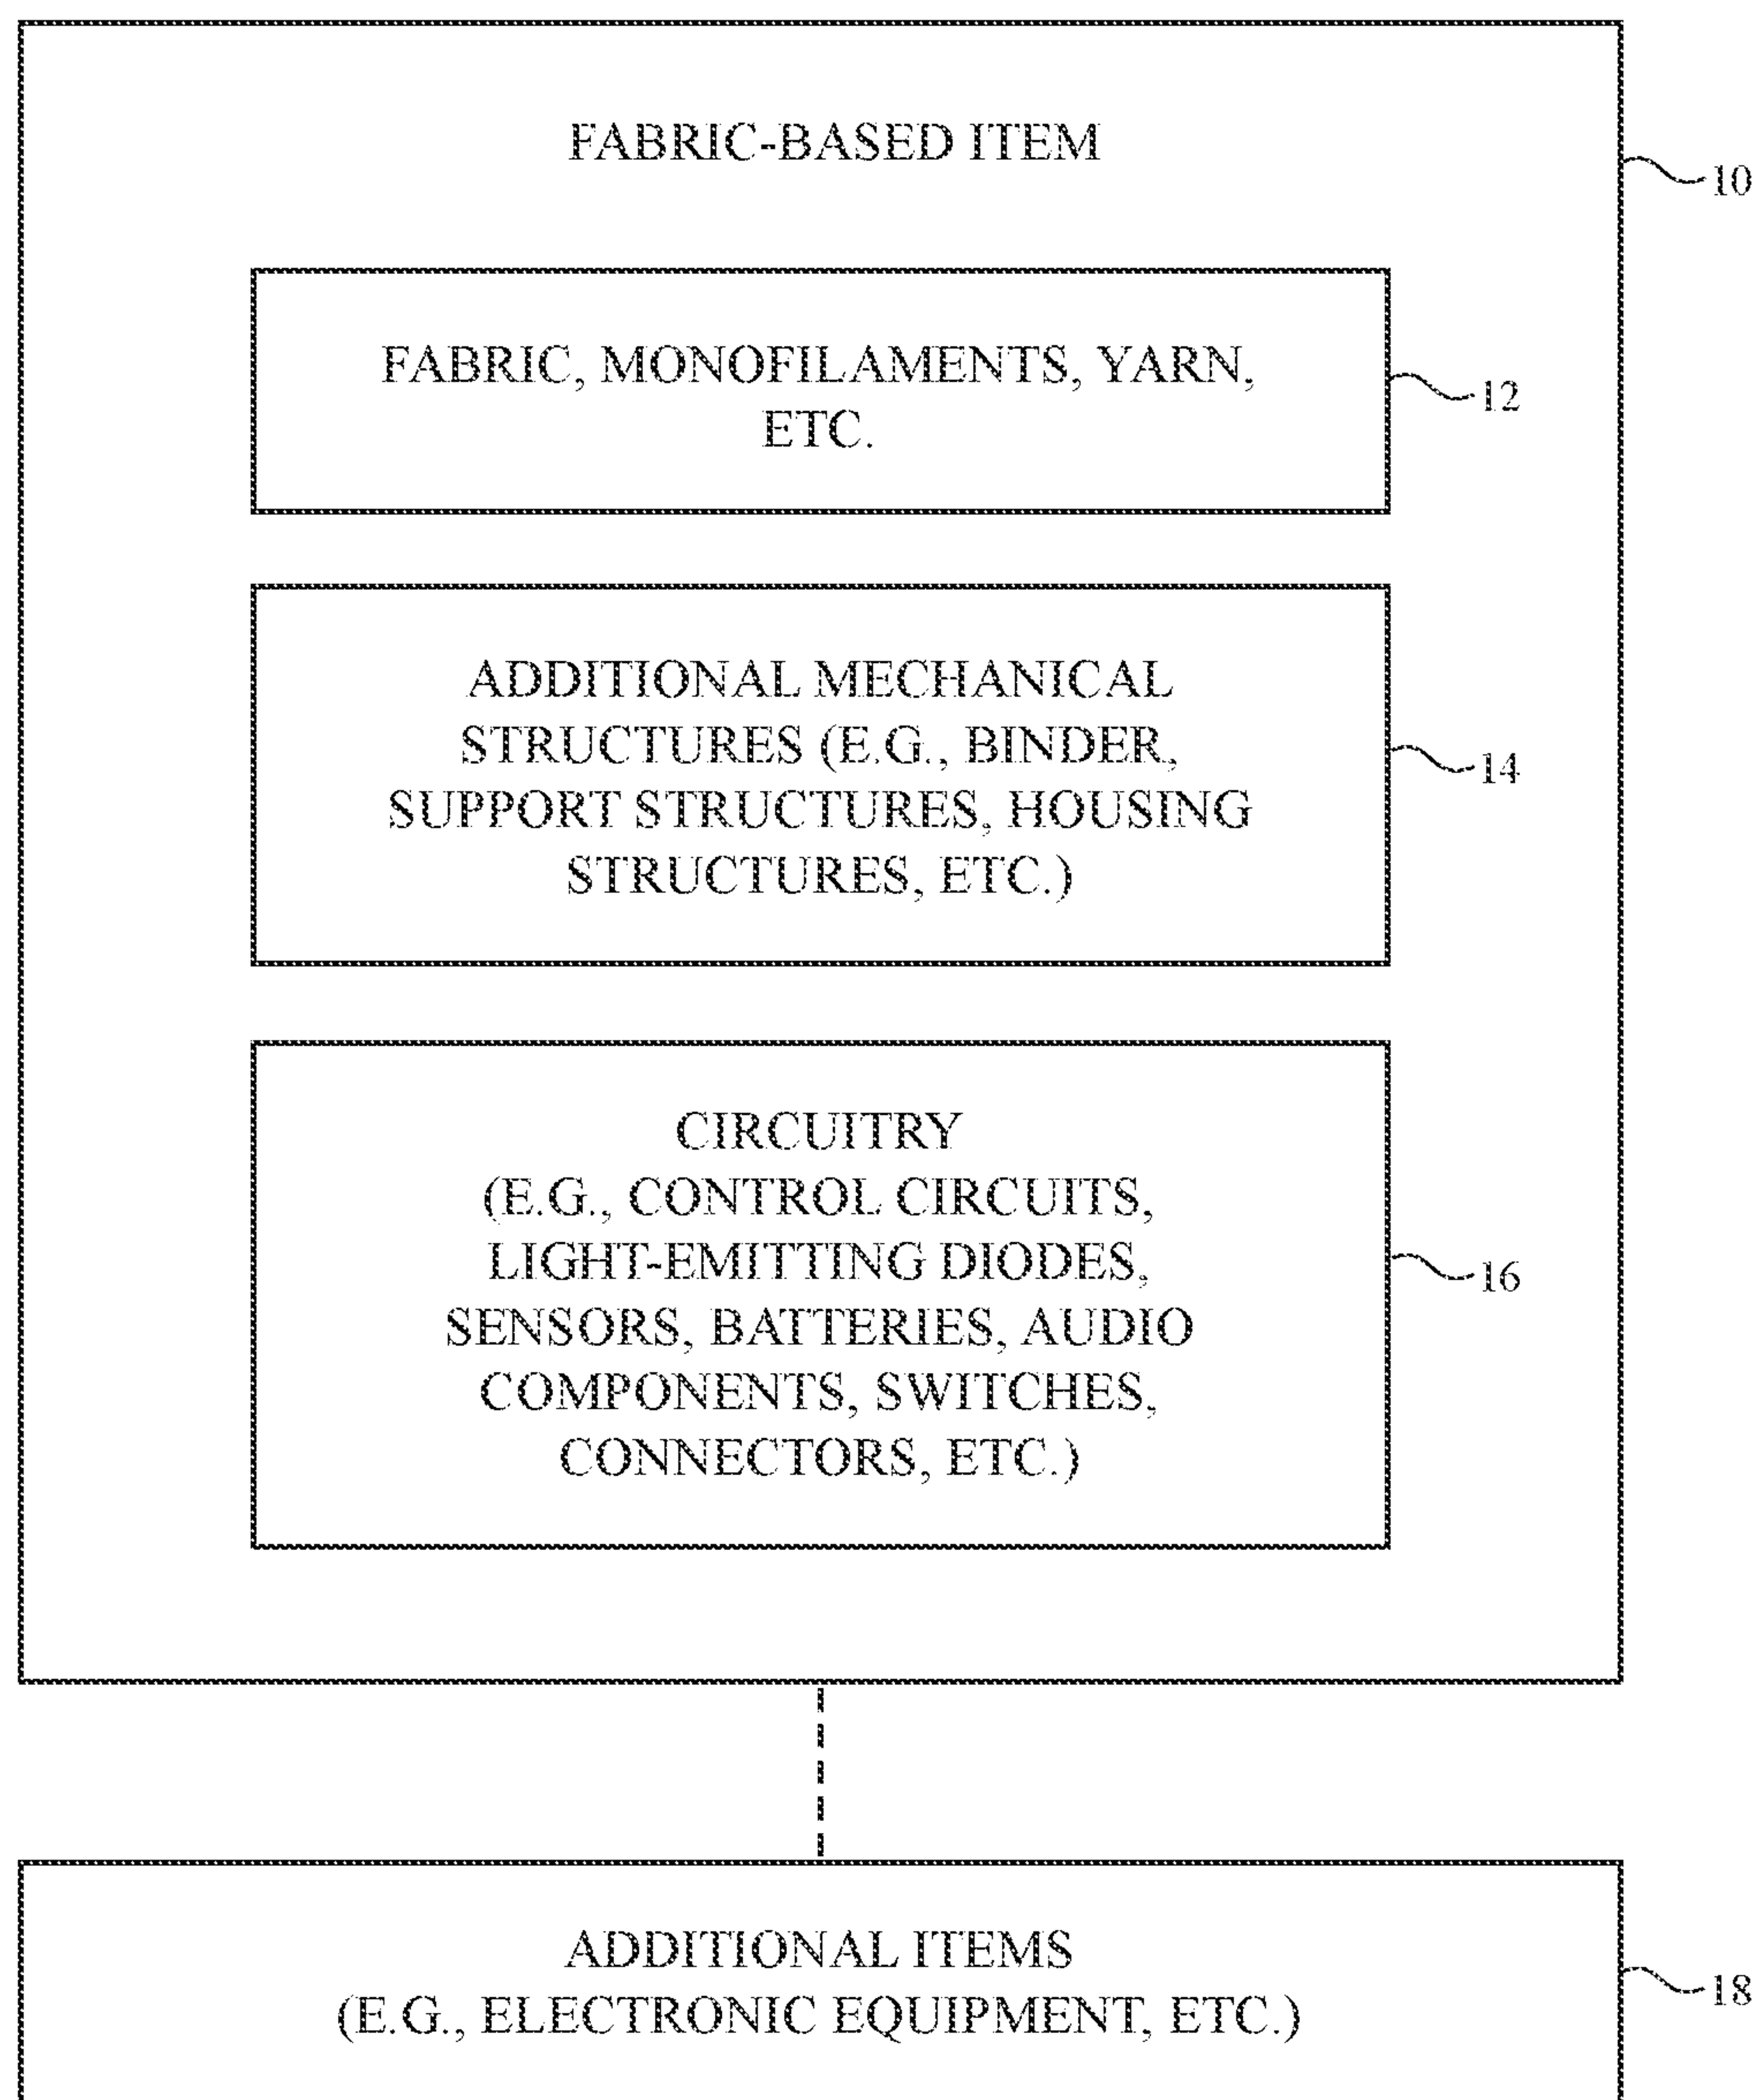 FABRIC-BASED ITEM
10
FABRIC, MONOFILAMENTS, YARN,
ETC.
12
ADDITIONAL MECHANICAL
STRUCTURES (E.G., BINDER,
SUPPORT STRUCTURES, HOUSING
STRUCTURES, ETC.)
14
CIRCUITRY
(E.G., CONTROL CIRCUITS,
LIGHT-EMITTING DIODES,
SENSORS, BATTERIES, AUDIO
COMPONENTS, SWITCHES,
CONNECTORS, ETC.)
16
ADDITIONAL ITEMS
(E.G., ELECTRONIC EQUIPMENT, ETC.)
18